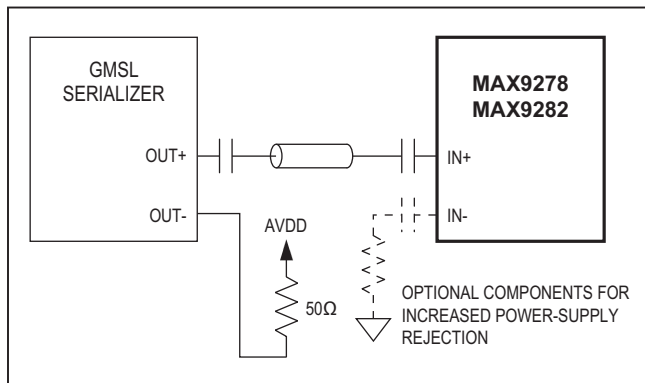 GMSL
SERIALIZER
MAX9278
MAX9282
OUT+
IN+
OUT-
IN-
AVDD
50Ω
OPTIONAL COMPONENTS FOR
INCREASED POWER-SUPPLY
REJECTION